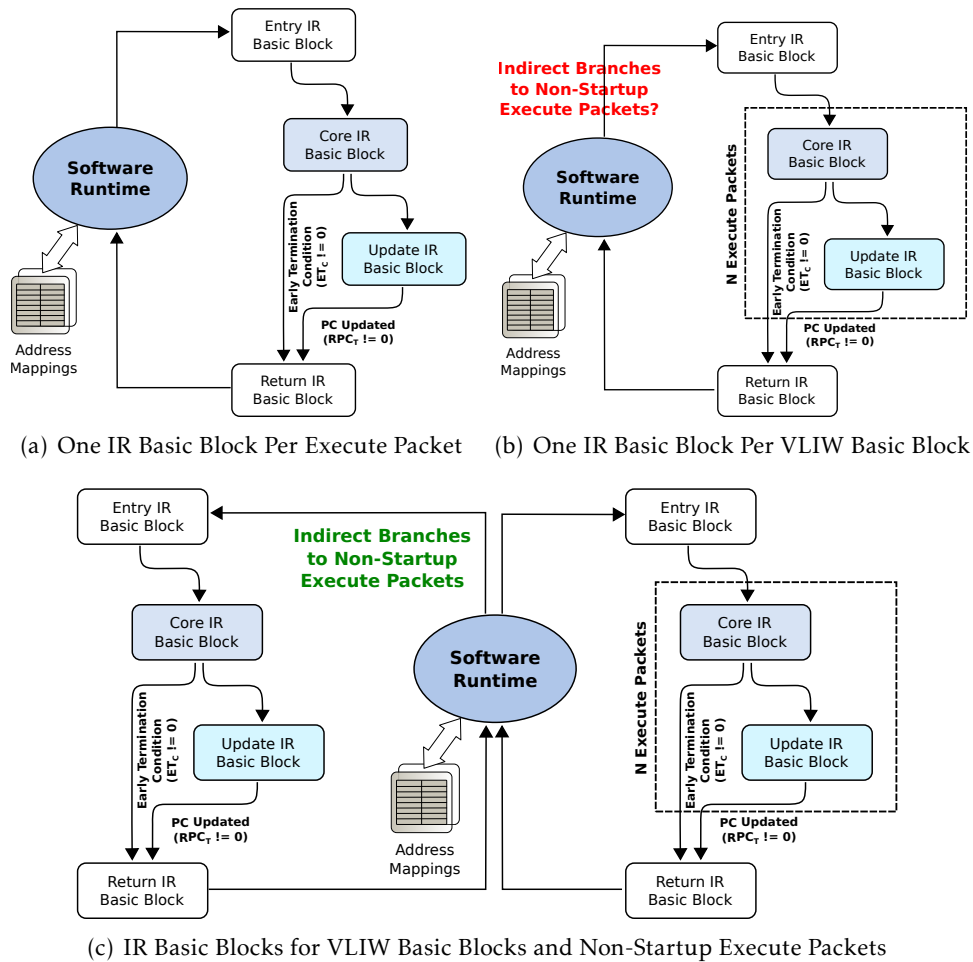 Entry IR
Basic Block
Core IR
Basic Block
Software
Runtime
Early Termination
Condition
(ET_C != 0)
Update IR
Basic Block
PC Updated
(RPC_T != 0)
Address
Mappings
Return IR
Basic Block
(a) One IR Basic Block Per Execute Packet
Entry IR
Basic Block
Indirect Branches
to Non-Startup
Execute Packets?
N Execute Packets
Core IR
Basic Block
Software
Runtime
Early Termination
Condition
(ET_C != 0)
Update IR
Basic Block
PC Updated
(RPC_T != 0)
Address
Mappings
Return IR
Basic Block
(b) One IR Basic Block Per VLIW Basic Block
Entry IR
Basic Block
Indirect Branches
to Non-Startup
Execute Packets
Core IR
Basic Block
Early Termination
Condition
(ET_C != 0)
Update IR
Basic Block
PC Updated
(RPC_T != 0)
Return IR
Basic Block
Software
Runtime
Address
Mappings
Entry IR
Basic Block
N Execute Packets
Core IR
Basic Block
Early Termination
Condition
(ET_C != 0)
Update IR
Basic Block
PC Updated
(RPC_T != 0)
Return IR
Basic Block
(c) IR Basic Blocks for VLIW Basic Blocks and Non-Startup Execute Packets